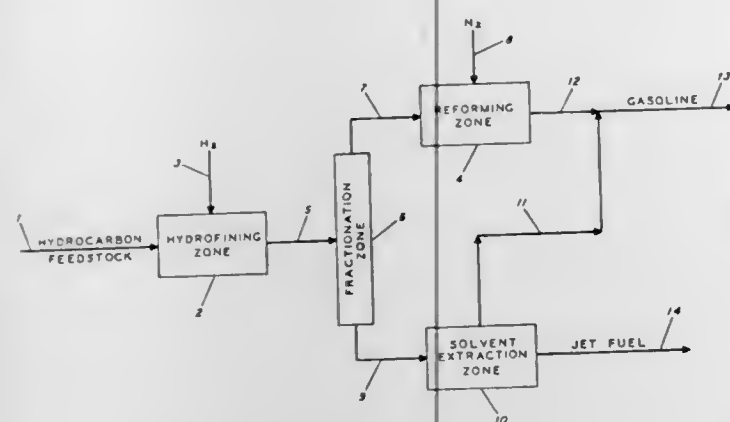 H2
8
7
REFORMING
ZONE
12
GASOLINE
13
4
H2
3
1
HYDROCARBON
FEEDSTOCK
HYDROFINING
ZONE
2
5
FRACTIONATION
ZONE
6
11
9
SOLVENT
EXTRACTION
ZONE
10
JET FUEL
14